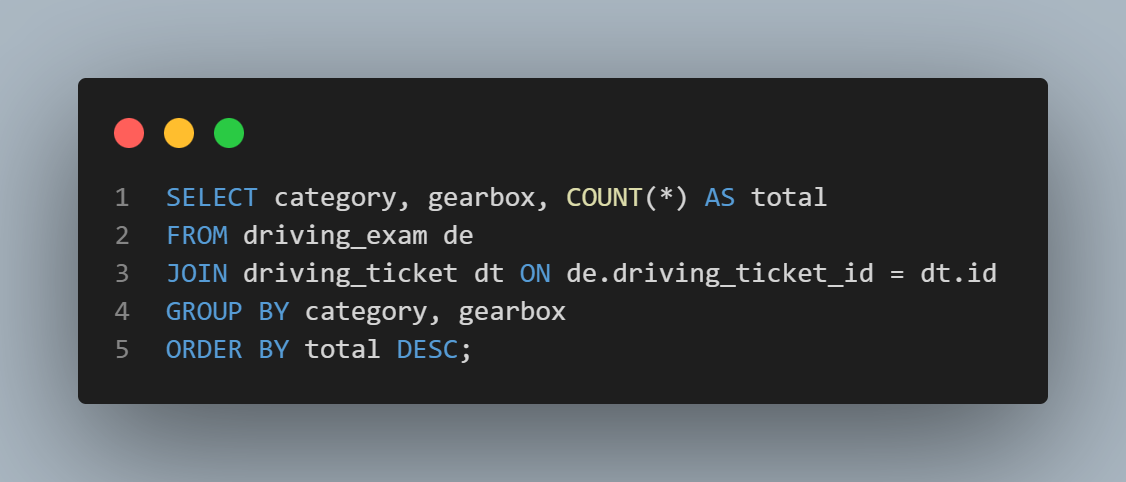 1 SELECT category, gearbox, COUNT(*) AS total
2 FROM driving_exam de
3 JOIN driving_ticket dt ON de.driving_ticket_id = dt.id
4 GROUP BY category, gearbox
5 ORDER BY total DESC;